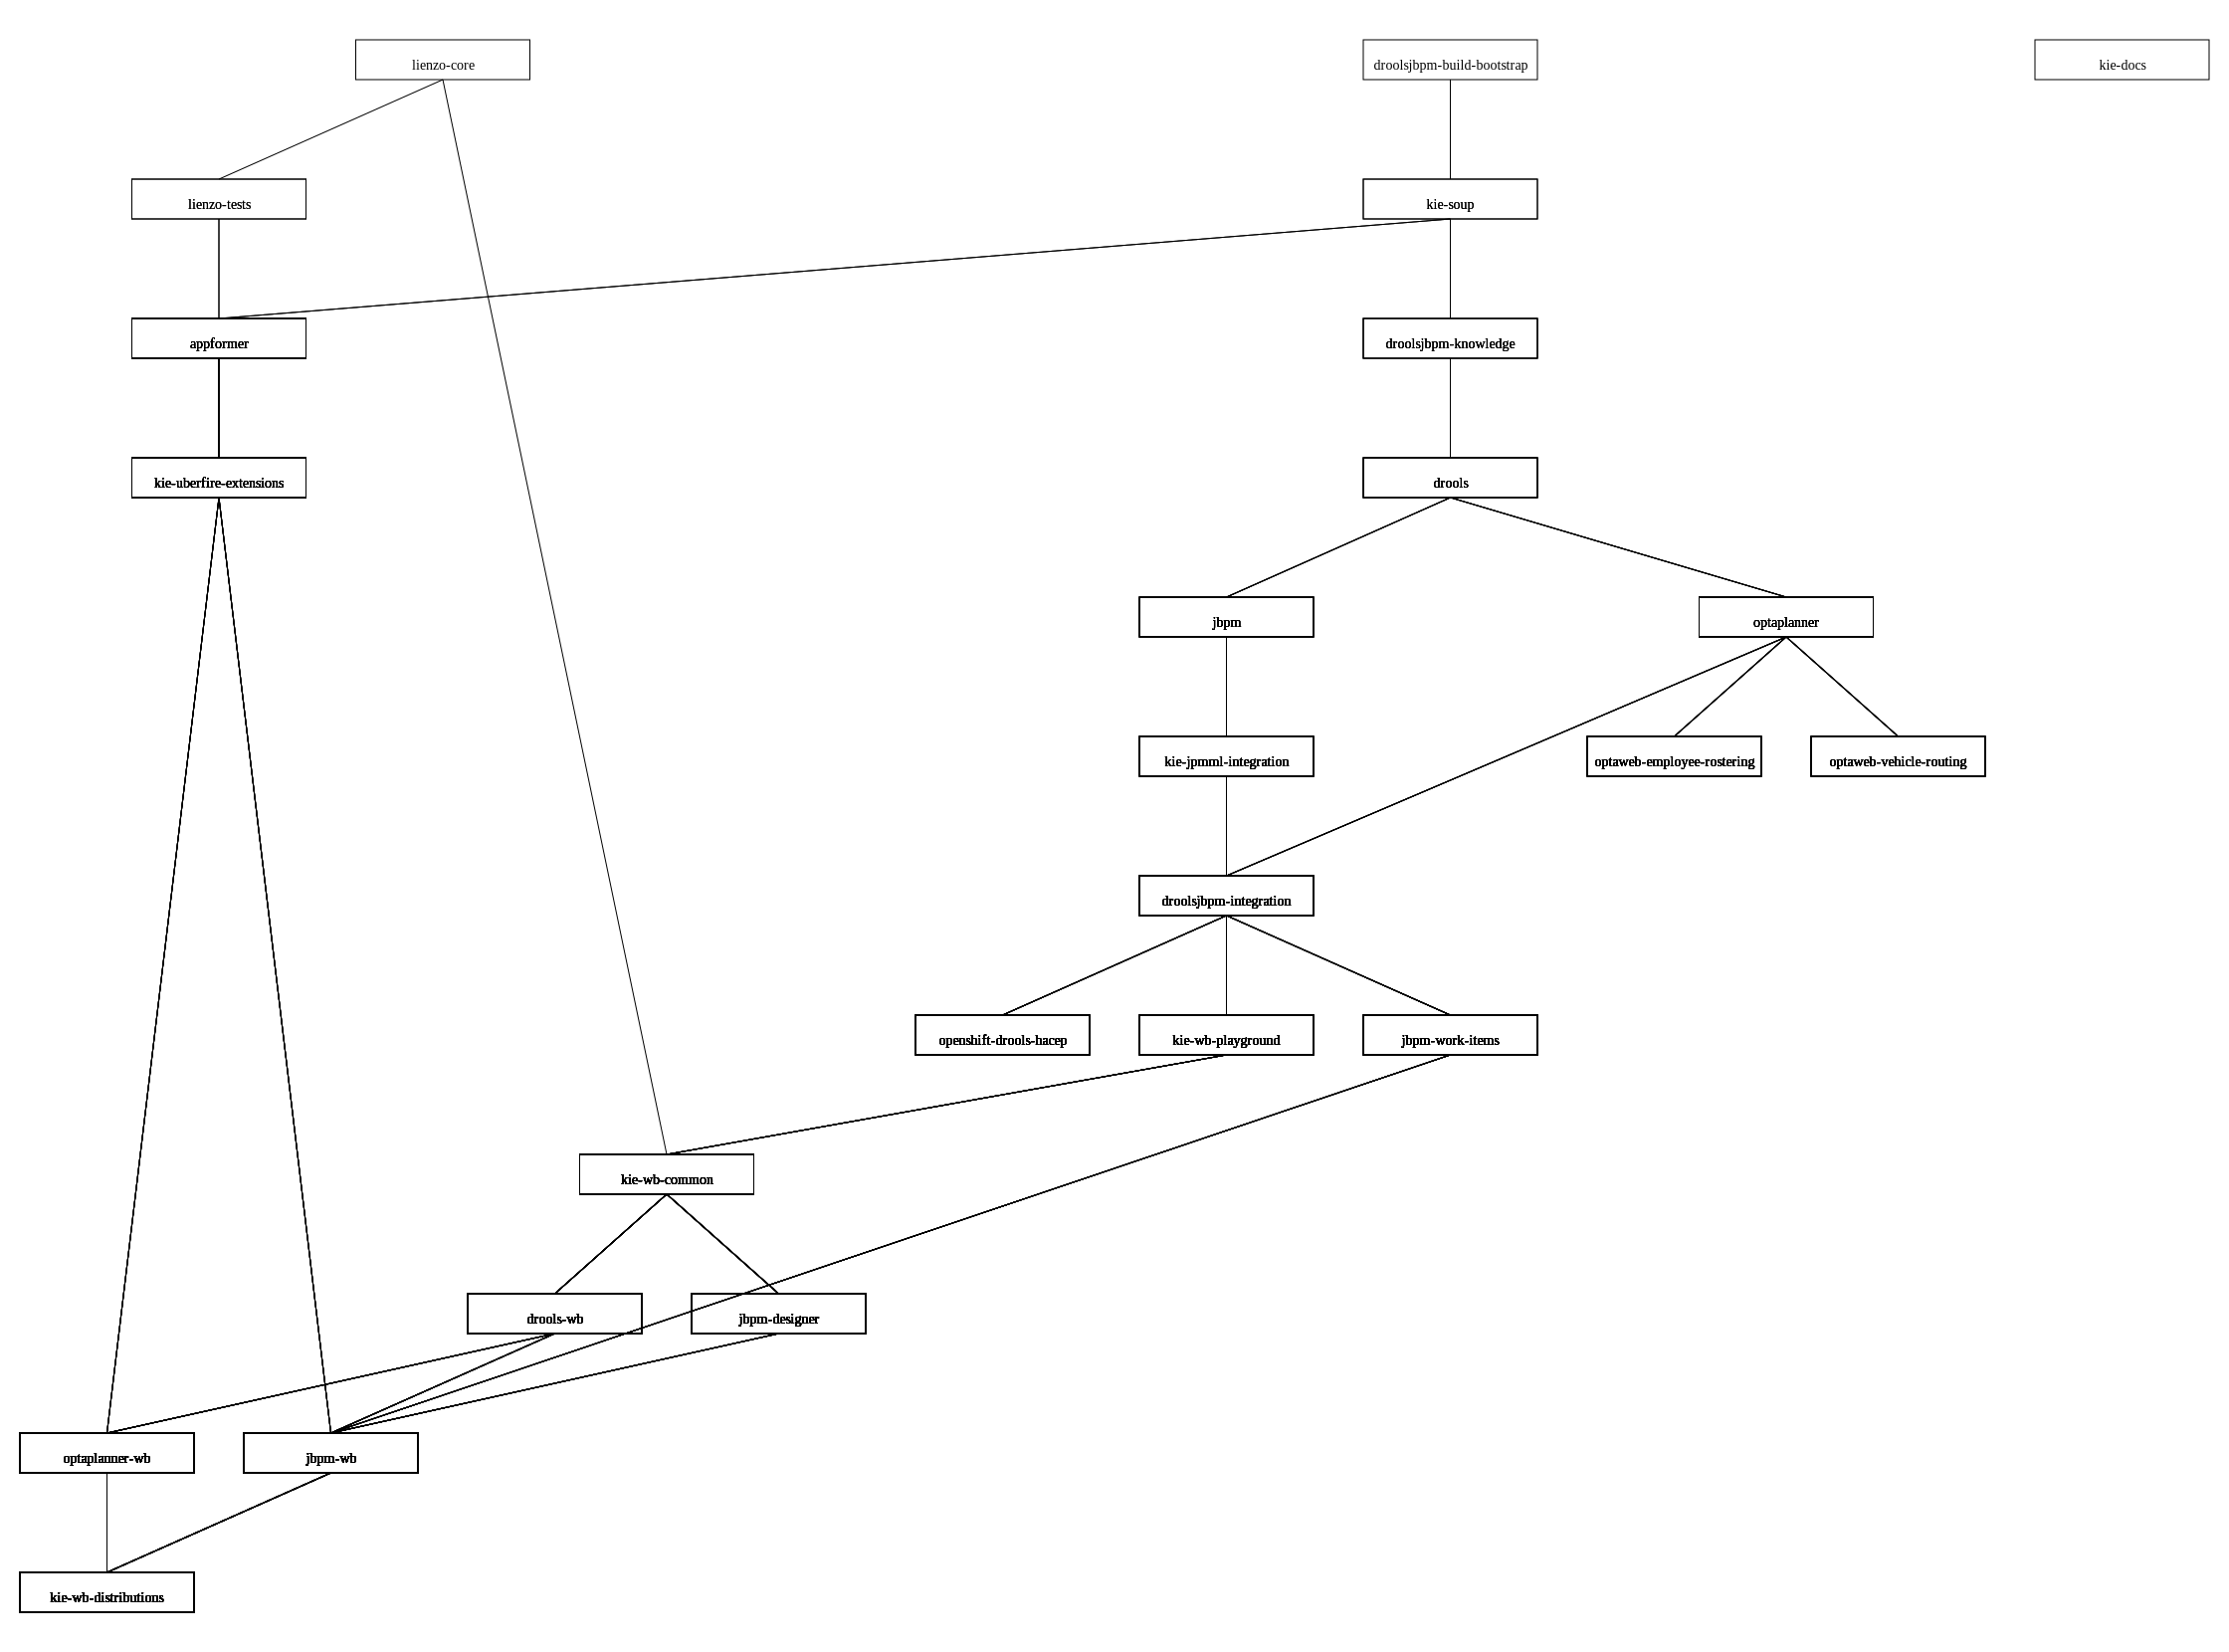 lienzo-core
droolsjbpm-build-bootstrap
kie-docs
lienzo-tests
kie-soup
appformer
droolsjbpm-knowledge
kie-uberfire-extensions
drools
jbpm
optaplanner
kie-jpmml-integration
optaweb-employee-rostering
optaweb-vehicle-routing
droolsjbpm-integration
openshift-drools-hacep
kie-wb-playground
jbpm-work-items
kie-wb-common
drools-wb
jbpm-designer
optaplanner-wb
jbpm-wb
kie-wb-distributions